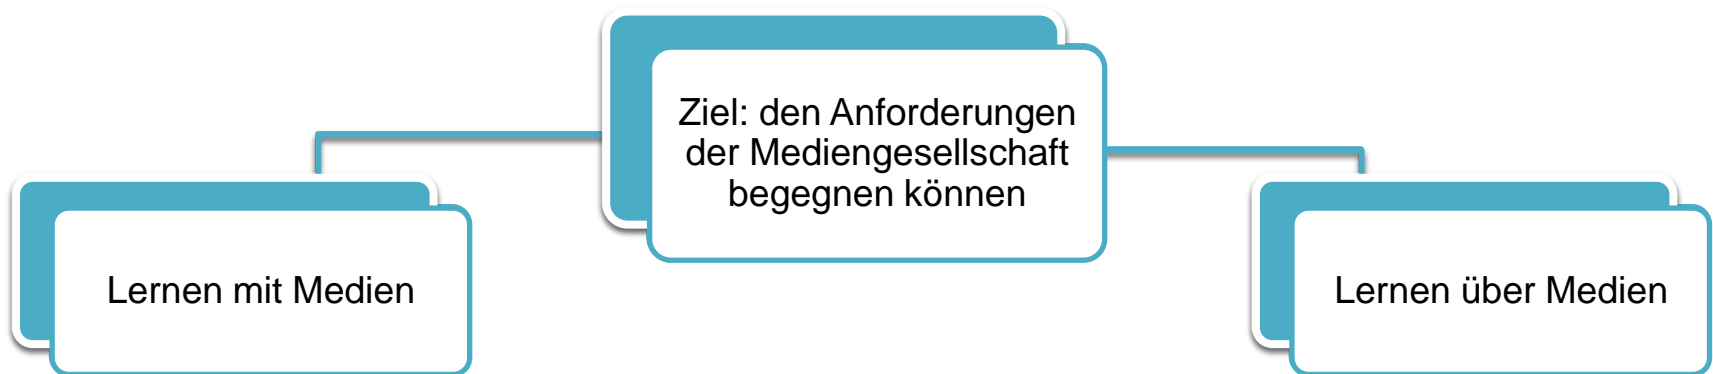 Ziel: den Anforderungen
der Mediengesellschaft
begegnen können
Lernen mit Medien
Lernen über Medien